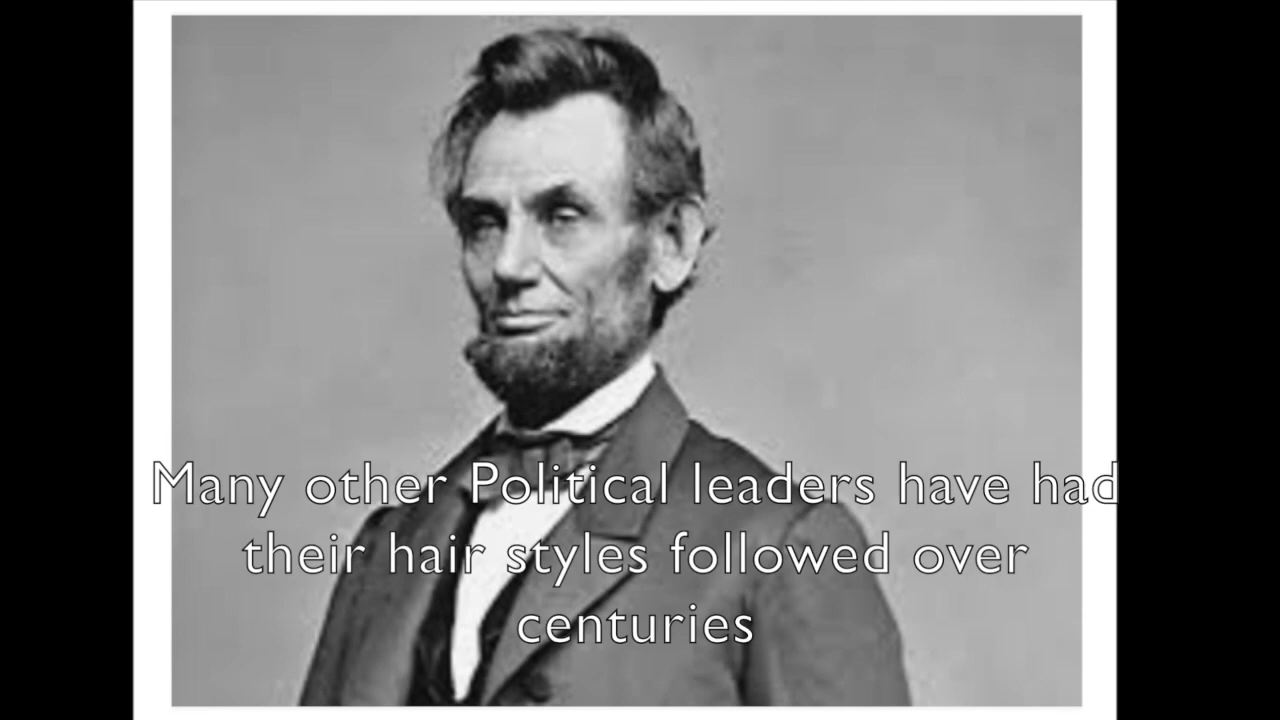 Many other Political leaders have had
their hair styles followed over
centuries